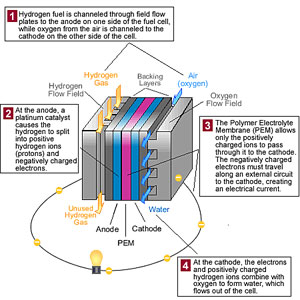 1 Hydrogen fuel is channeled through field flow
plates to the anode on one side of the fuel cell,
while oxygen from the air is channeled to the
cathode on the other side of the cell.
Hydrogen
Gas
Backing
Layers
Air
(oxygen)
Hydrogen
Flow Field
Oxygen
Flow Field
2 At the anode, a
platinum catalyst
causes the
hydrogen to split
into positive
hydrogen ions
(protons) and
negatively charged
electrons.
3 The Polymer Electrolyte
Membrane (PEM) allows
only the positively
charged ions to pass
through it to the cathode.
The negatively charged
electrons must travel
along an external circuit
to the cathode, creating
an electrical current.
Unused
Hydrogen
Gas
Water
Anode
Cathode
PEM
4 At the cathode, the electrons
and positively charged
hydrogen ions combine with
oxygen to form water, which
flows out of the cell.